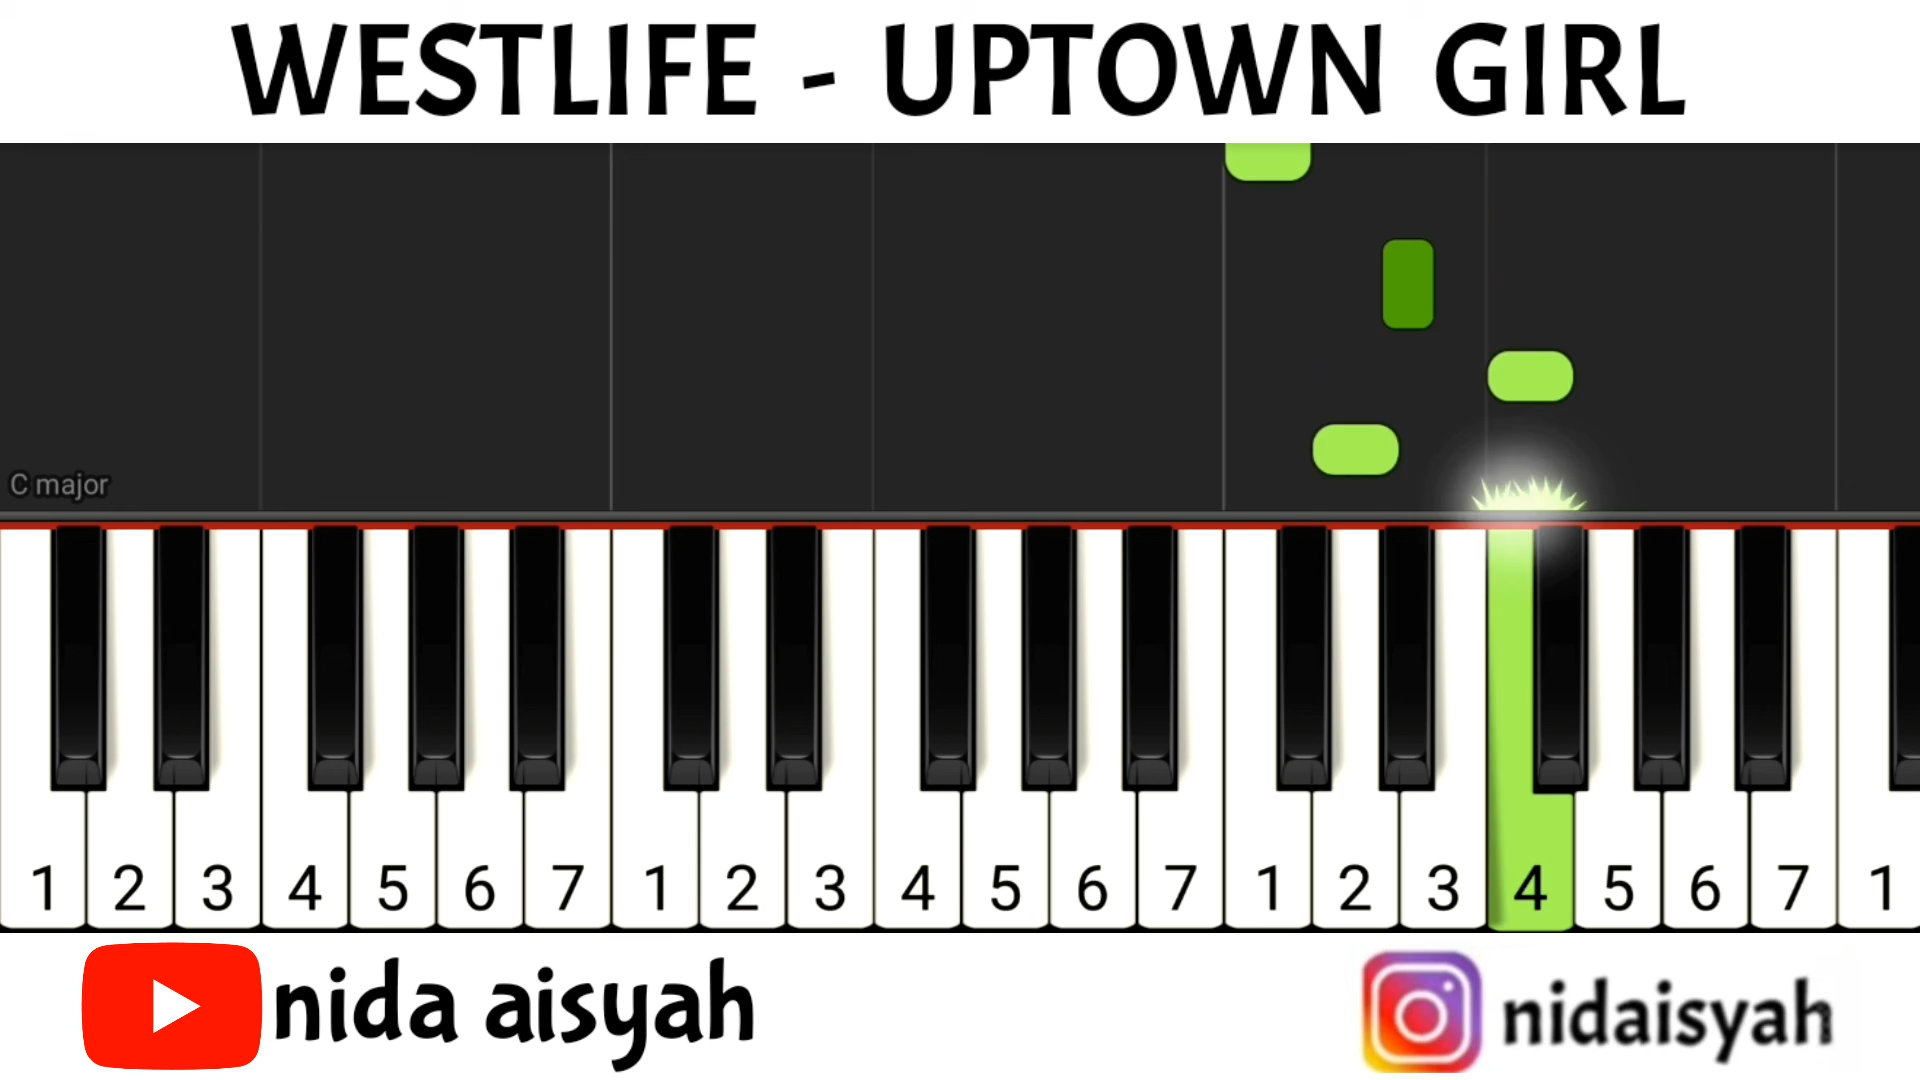 WESTLIFE - UPTOWN GIRL
C major
1 2 3 4 5 6 7 1 2 3 4 5 6 7 1 2 3 4 5 6 7 1
nida aisyah
nidaisyah